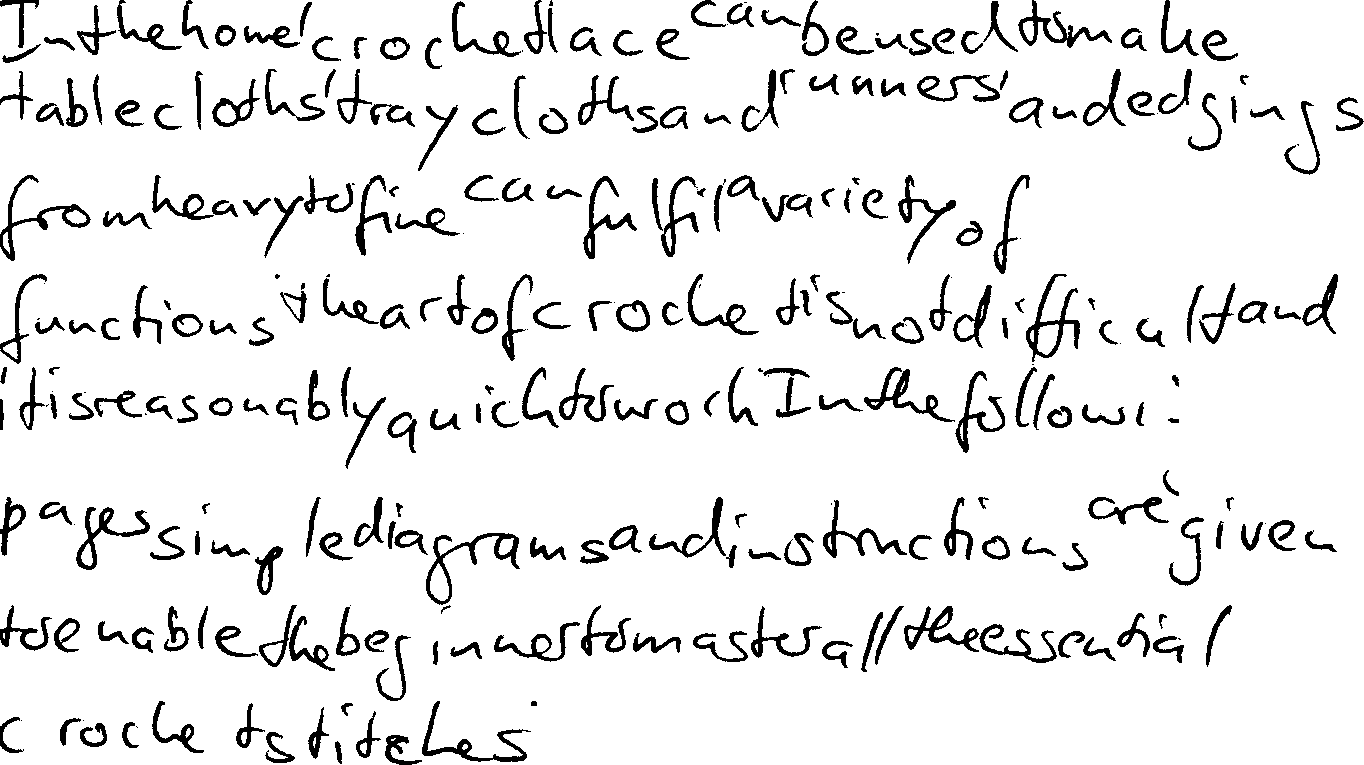 In the home' crochet lace can be used to make
tablecloths' tray cloths and runners' and edgings
from heavy to fine can fulfil a variety of
functions the art of crochet is not difficult and
it is reasonably quick to work In the followi:
pages simple diagrams and instructions are given
to enable the beginner to master all the essential
crochet stitches